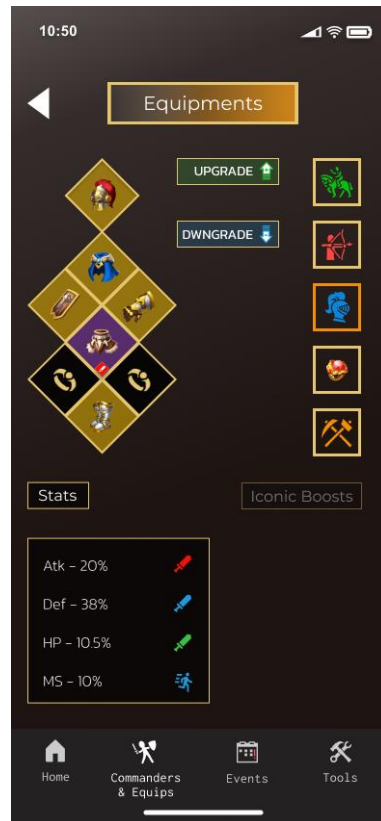 10:50
Equipments
UPGRADE
DWNGRADE
Stats
Iconic Boosts
Atk - 20%
Def - 38%
HP - 10.5%
MS - 10%
Home
Commanders
& Equips
Events
Tools